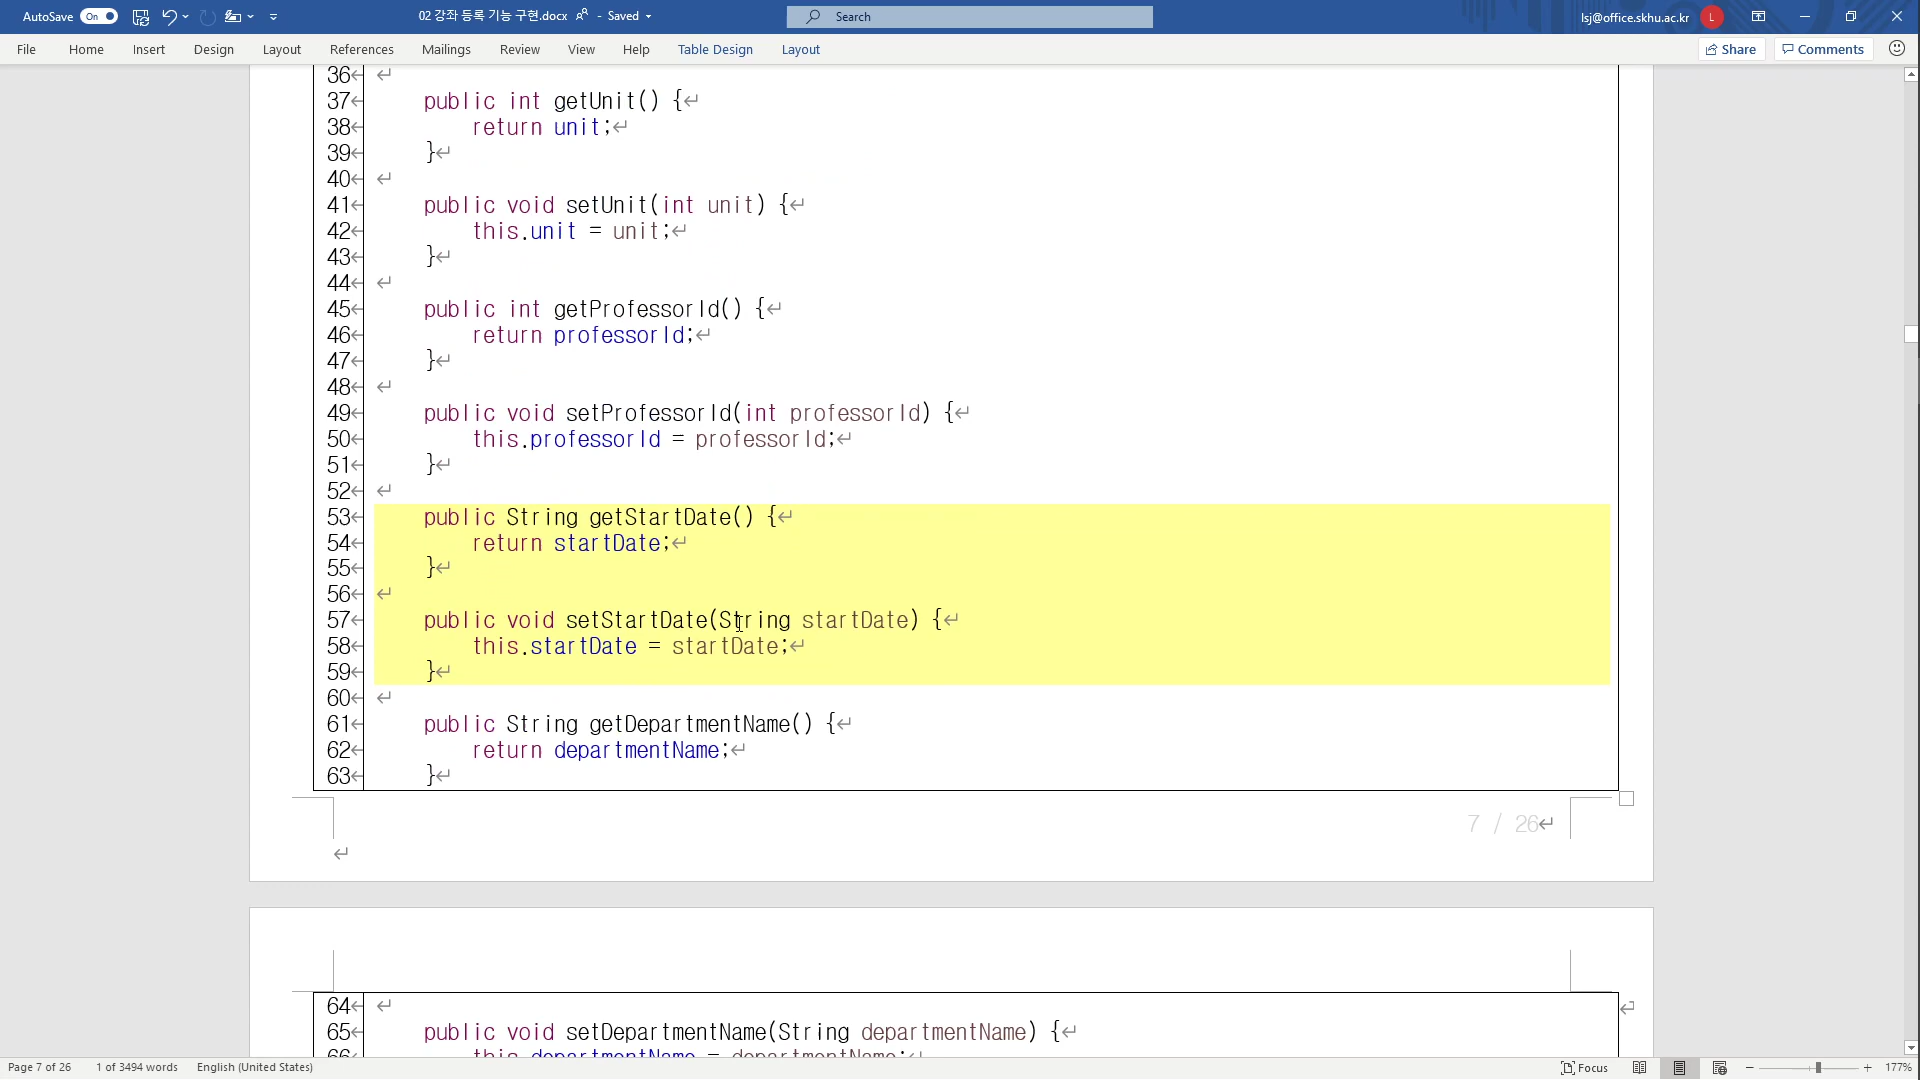 AutoSave On 02 강좌 등록 기능 구현.docx - Saved Search lsj@office.skhu.ac.kr L
File Home Insert Design Layout References Mailings Review View Help Table Design Layout Share Comments
36
37 public int getUnit() {
38 return unit;
39 }
40
41 public void setUnit(int unit) {
42 this.unit = unit;
43 }
44
45 public int getProfessorId() {
46 return professorId;
47 }
48
49 public void setProfessorId(int professorId) {
50 this.professorId = professorId;
51 }
52
53 public String getStartDate() {
54 return startDate;
55 }
56
57 public void setStartDate(String startDate) {
58 this.startDate = startDate;
59 }
60
61 public String getDepartmentName() {
62 return departmentName;
63 }
7 / 26
64
65 public void setDepartmentName(String departmentName) {
66 this.departmentName = departmentName;
Page 7 of 26 1 of 3494 words English (United States) Focus 177%